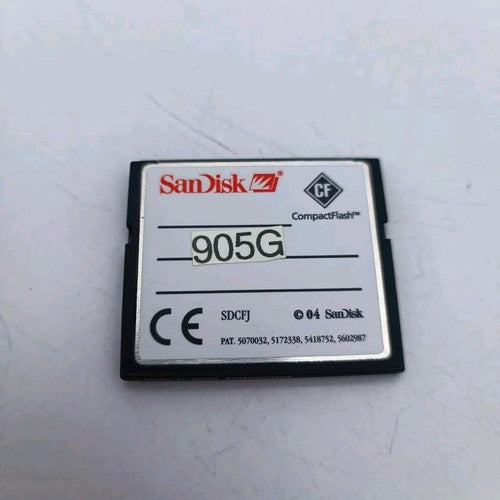 SanDisk
CF
CompactFlash™
905G
CE
SDCFJ
© 04 SanDisk
PAT. 5070032, 5172338, 5418752, 5602987